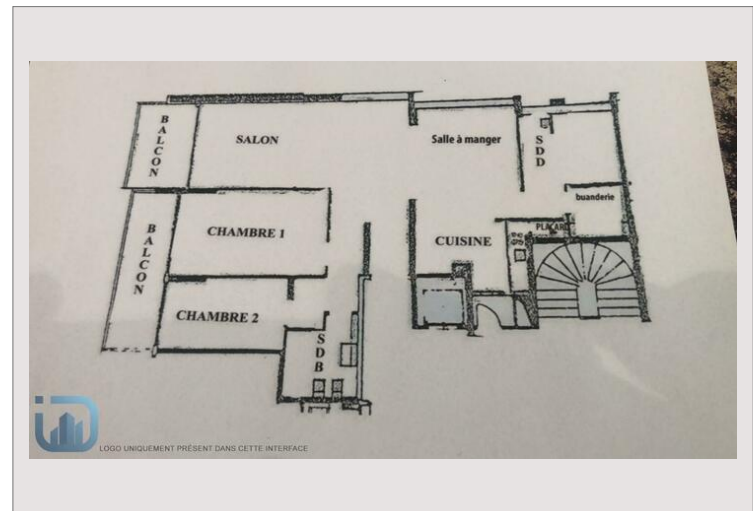 BALCON
SALON
Salle à manger
SDD
buanderie
BALCON
CHAMBRE 1
CUISINE
PLACAR
CHAMBRE 2
SDB
LOGO UNIQUEMENT PRÉSENT DANS CETTE INTERFACE